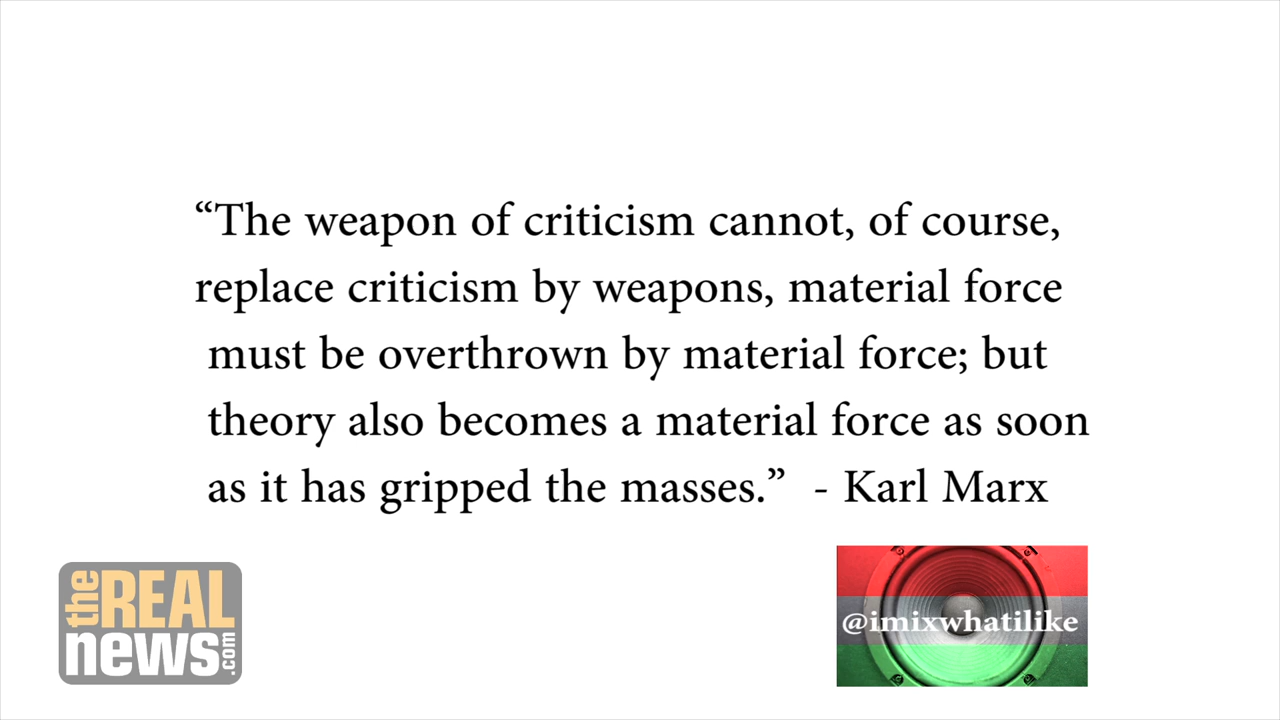 “The weapon of criticism cannot, of course,
replace criticism by weapons, material force
must be overthrown by material force; but
theory also becomes a material force as soon
as it has gripped the masses.” - Karl Marx
the REAL
news.com
@imixwhatilike